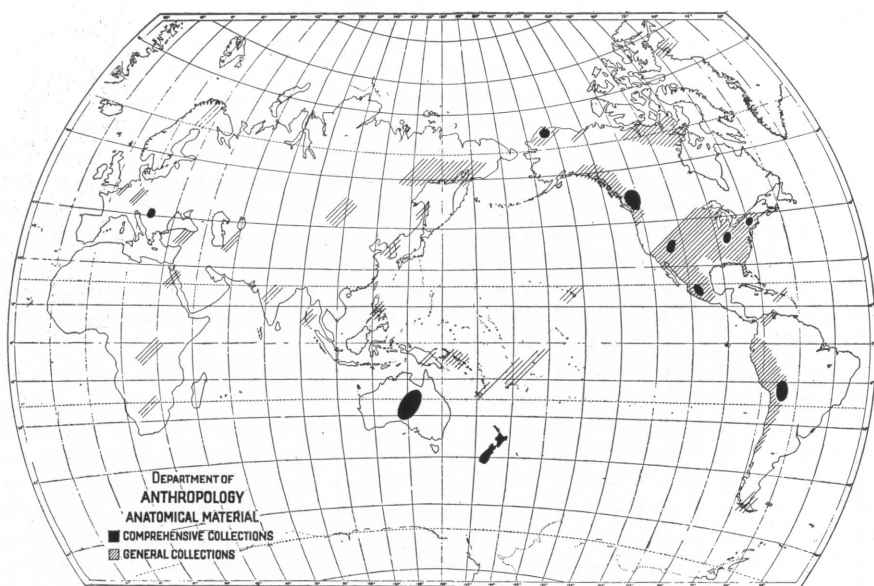 DEPARTMENT OF
ANTHROPOLOGY
ANATOMICAL MATERIAL
COMPREHENSIVE COLLECTIONS
GENERAL COLLECTIONS